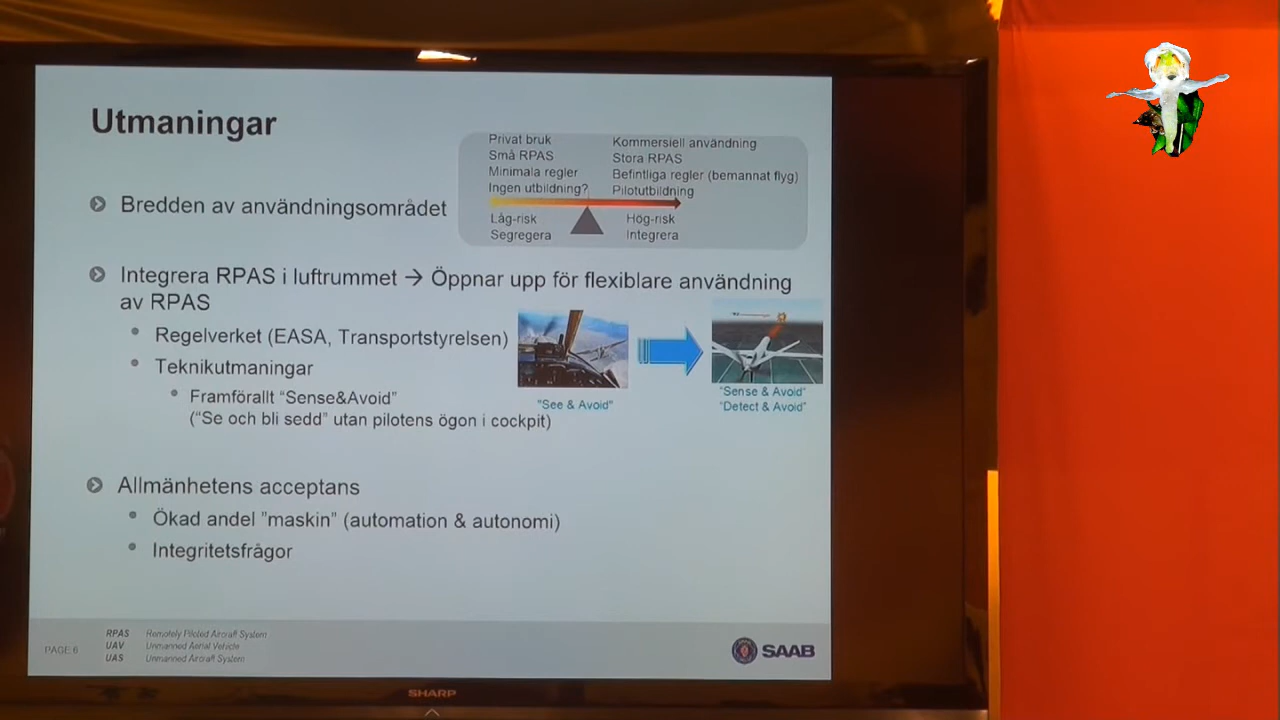 Utmaningar
Privat bruk
Små RPAS
Minimala regler
Ingen utbildning?
Kommersiell användning
Stora RPAS
Befintliga regler (bemannat flyg)
Pilotutbildning
Låg-risk
Segregera
Hög-risk
Integrera
Bredden av användningsområdet
Integrera RPAS i luftrummet → Öppnar upp för flexiblare användning
av RPAS
Regelverket (EASA, Transportstyrelsen)
Teknikutmaningar
Framförallt “Sense&Avoid”
(“Se och bli sedd” utan pilotens ögon i cockpit)
"See & Avoid"
“Sense & Avoid”
“Detect & Avoid”
Allmänhetens acceptans
Ökad andel ”maskin” (automation & autonomi)
Integritetsfrågor
PAGE 6
RPAS Remotely Piloted Aircraft System
UAV Unmanned Aerial Vehicle
UAS Unmanned Aircraft System
SAAB
SHARP